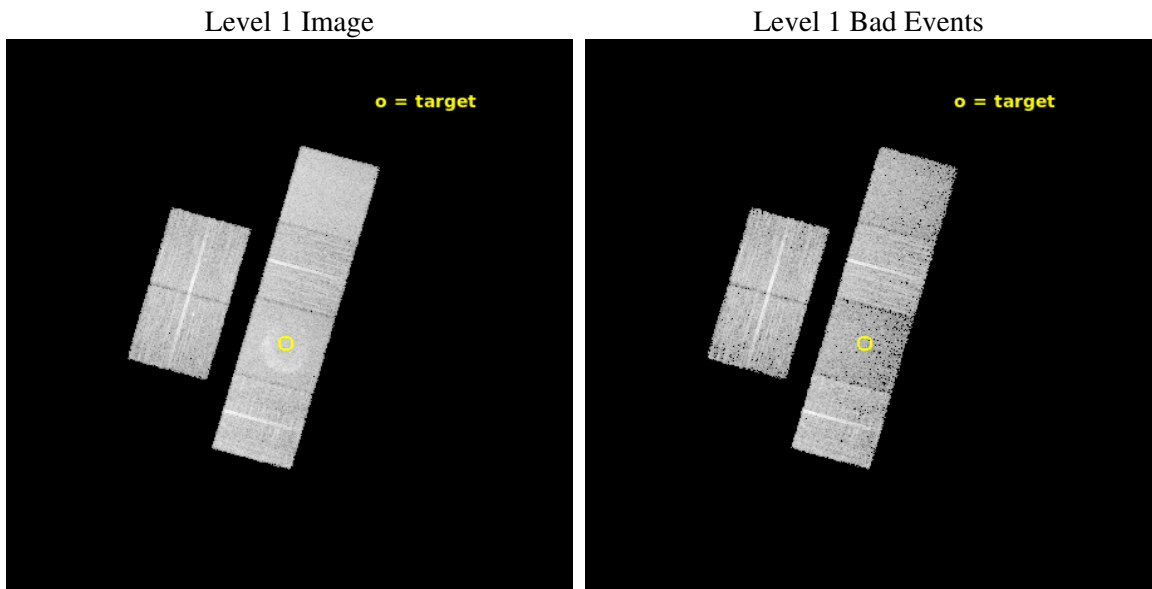 Level 1 Image
Level 1 Bad Events
o = target
o = target